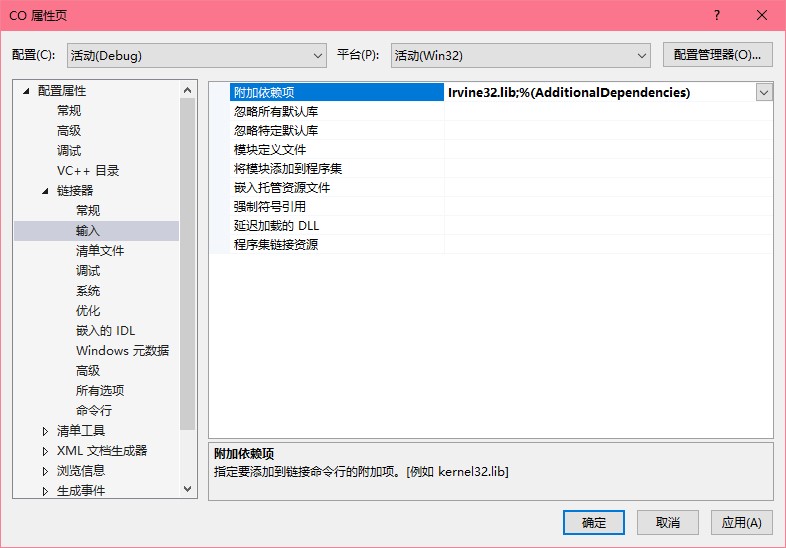 CO 属性页
配置(C): 活动(Debug) 平台(P): 活动(Win32) 配置管理器(O)...
配置属性
常规
高级
调试
VC++ 目录
链接器
常规
输入
清单文件
调试
系统
优化
嵌入的 IDL
Windows 元数据
高级
所有选项
命令行
清单工具
XML 文档生成器
浏览信息
生成事件
附加依赖项 Irvine32.lib;%(AdditionalDependencies)
忽略所有默认库
忽略特定默认库
模块定义文件
将模块添加到程序集
嵌入托管资源文件
强制符号引用
延迟加载的 DLL
程序集链接资源
附加依赖项
指定要添加到链接命令行的附加项。[例如 kernel32.lib]
确定 取消 应用(A)